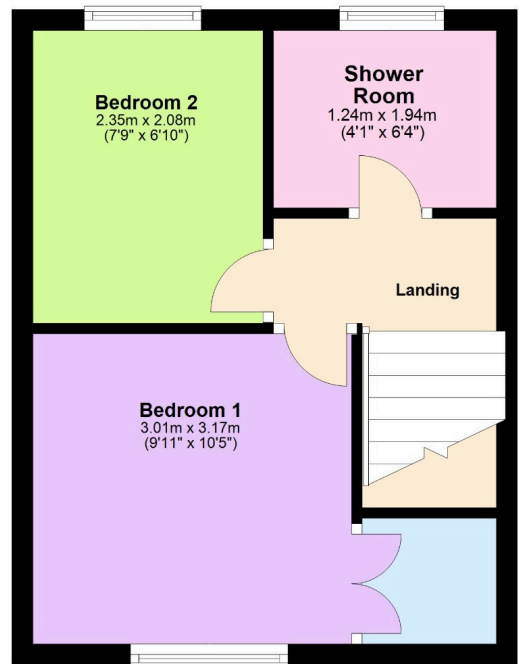 Bedroom 2
2.35m x 2.08m
(7'9" x 6'10")
Shower
Room
1.24m x 1.94m
(4'1" x 6'4")
Landing
Bedroom 1
3.01m x 3.17m
(9'11" x 10'5")